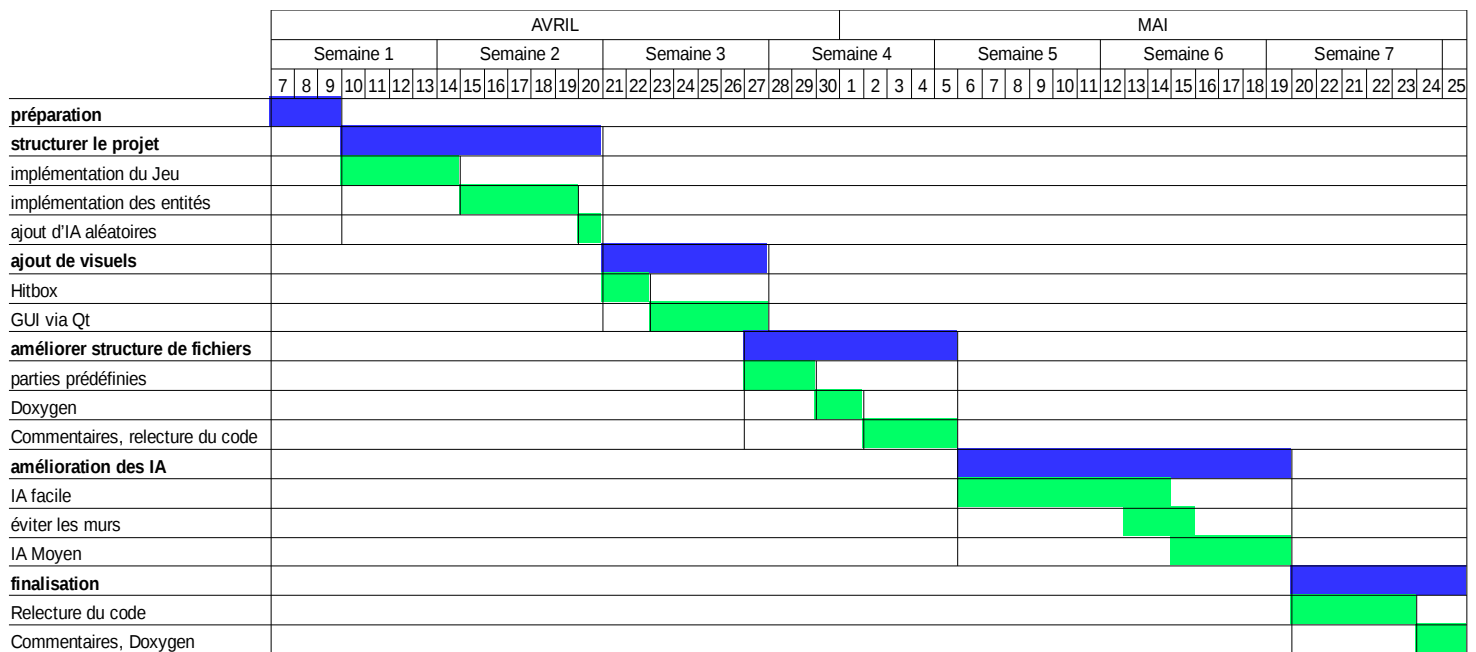 AVRIL MAI
Semaine 1 Semaine 2 Semaine 3 Semaine 4 Semaine 5 Semaine 6 Semaine 7
7 8 9 10 11 12 13 14 15 16 17 18 19 20 21 22 23 24 25 26 27 28 29 30 1 2 3 4 5 6 7 8 9 10 11 12 13 14 15 16 17 18 19 20 22 21 22 23 24 25
préparation
structurer le projet
implémentation du Jeu
implémentation des entités
ajout d’IA aléatoires
ajout de visuels
Hitbox
GUI via Qt
améliorer structure de fichiers
parties prédéfinies
Doxygen
Commentaires, relecture du code
amélioration des IA
IA facile
éviter les murs
IA Moyen
finalisation
Relecture du code
Commentaires, Doxygen